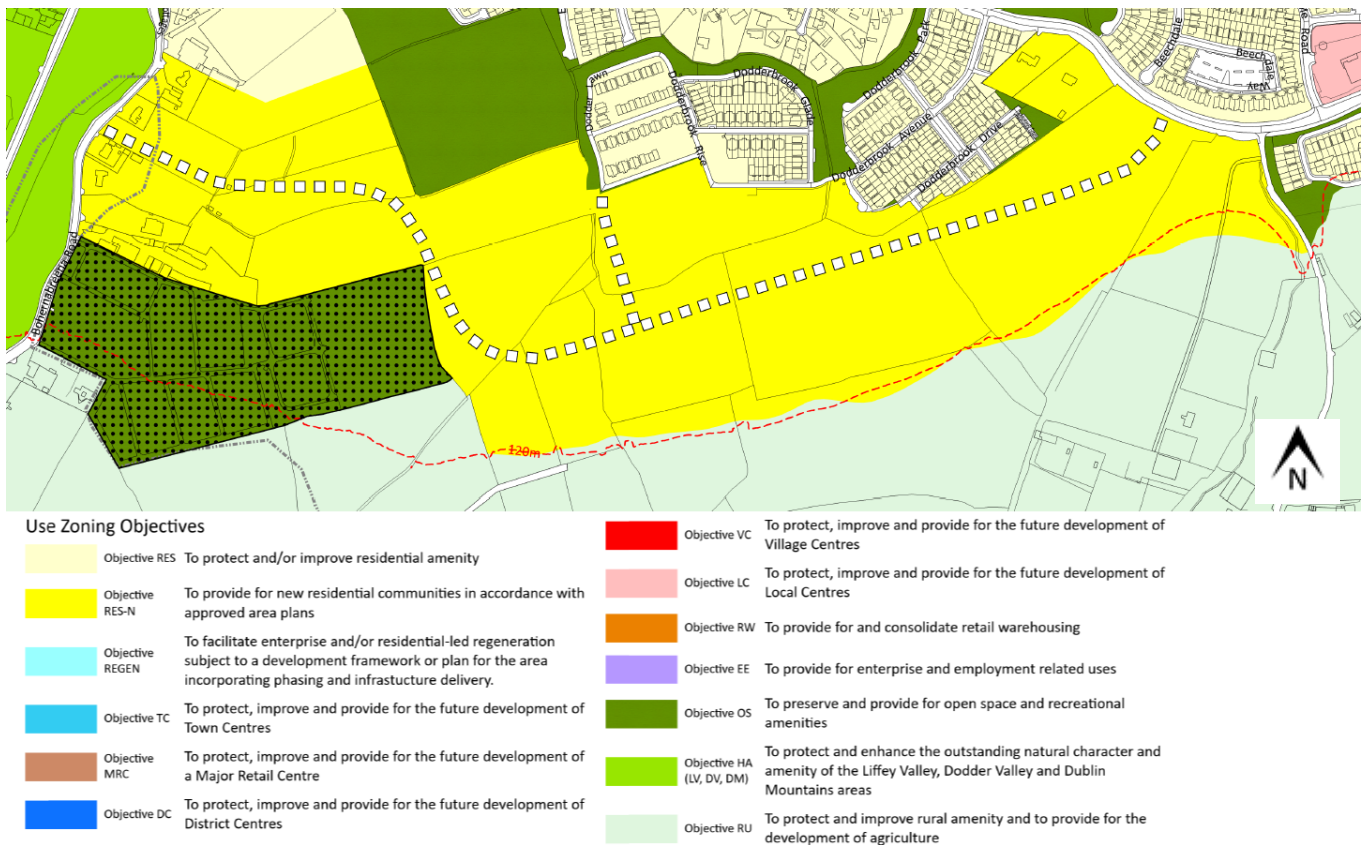 Dodder Lawn
Dodderbrook Rise
Dodderbrook Glade
Dodderbrook Park
Dodderbrook Avenue
Dodderbrook Drive
Beechdale
Beechdale
Way
Road
Bohernabreena Road
120m
N
Use Zoning Objectives
Objective RES To protect and/or improve residential amenity
Objective
RES-N
To provide for new residential communities in accordance with
approved area plans
Objective
REGEN
To facilitate enterprise and/or residential-led regeneration
subject to a development framework or plan for the area
incorporating phasing and infrastucture delivery.
Objective TC
To protect, improve and provide for the future development of
Town Centres
Objective
MRC
To protect, improve and provide for the future development of
a Major Retail Centre
Objective DC
To protect, improve and provide for the future development of
District Centres
Objective VC
To protect, improve and provide for the future development of
Village Centres
Objective LC
To protect, improve and provide for the future development of
Local Centres
Objective RW To provide for and consolidate retail warehousing
Objective EE To provide for enterprise and employment related uses
Objective OS
To preserve and provide for open space and recreational
amenities
Objective HA
(LV, DV, DM)
To protect and enhance the outstanding natural character and
amenity of the Liffey Valley, Dodder Valley and Dublin
Mountains areas
Objective RU
To protect and improve rural amenity and to provide for the
development of agriculture